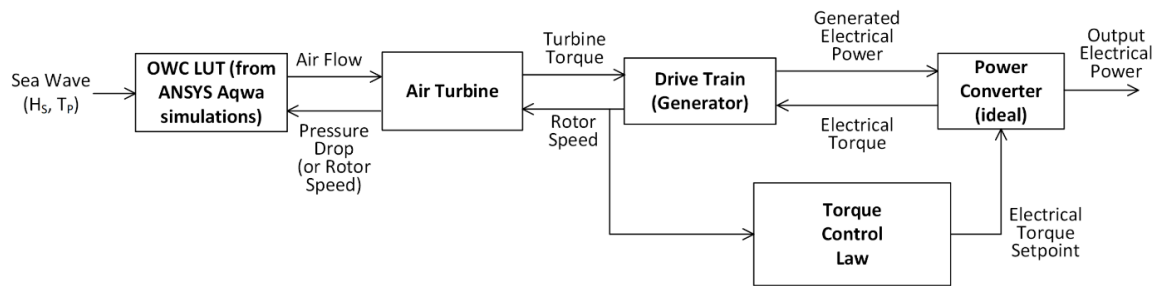 Sea Wave
(H_S, T_P)
OWC LUT (from
ANSYS Aqwa
simulations)
Air Flow
Pressure
Drop
(or Rotor
Speed)
Air Turbine
Turbine
Torque
Rotor
Speed
Drive Train
(Generator)
Generated
Electrical
Power
Electrical
Torque
Power
Converter
(ideal)
Output
Electrical
Power
Torque
Control
Law
Electrical
Torque
Setpoint